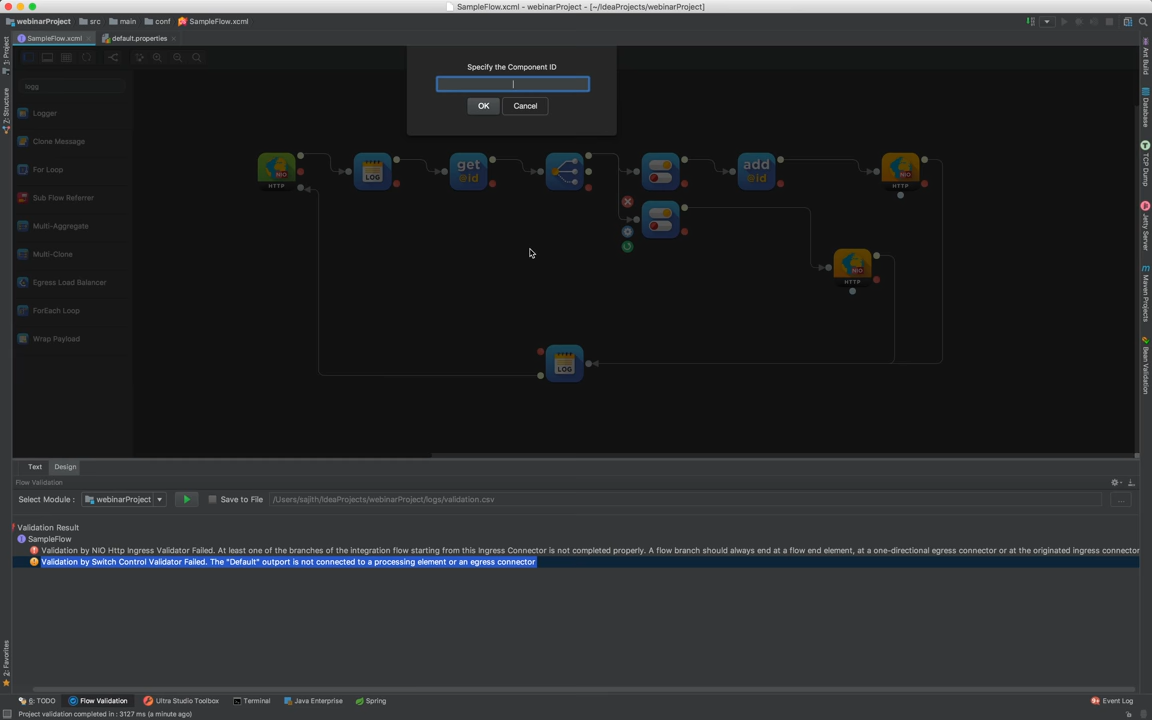 SampleFlow.xcml - webinarProject - [~/IdeaProjects/webinarProject]
webinarProject src main conf SampleFlow.xcml
SampleFlow.xcml default.properties
1: Project
Z: Structure
2: Favorites
Specify the Component ID
OK Cancel
logg
Logger
Clone Message
For Loop
Sub Flow Referrer
Multi-Aggregate
Multi-Clone
Egress Load Balancer
ForEach Loop
Wrap Payload
NIO
HTTP
LOG
get
@id
add
@id
NIO
HTTP
NIO
HTTP
LOG
Ant Build
Database
TCP Dump
Jetty Server
Maven Projects
Bean Validation
Text Design
Flow Validation
Select Module : webinarProject Save to File /Users/sajith/IdeaProjects/webinarProject/logs/validation.csv ...
Validation Result
SampleFlow
Validation by NIO Http Ingress Validator Failed. At least one of the branches of the integration flow starting from this Ingress Connector is not completed properly. A flow branch should always end at a flow end element, at a one-directional egress connector or at the originated ingress connector
Validation by Switch Control Validator Failed. The "Default" outport is not connected to a processing element or an egress connector
6: TODO Flow Validation Ultra Studio Toolbox Terminal Java Enterprise Spring Event Log
Project validation completed in : 3127 ms (a minute ago)